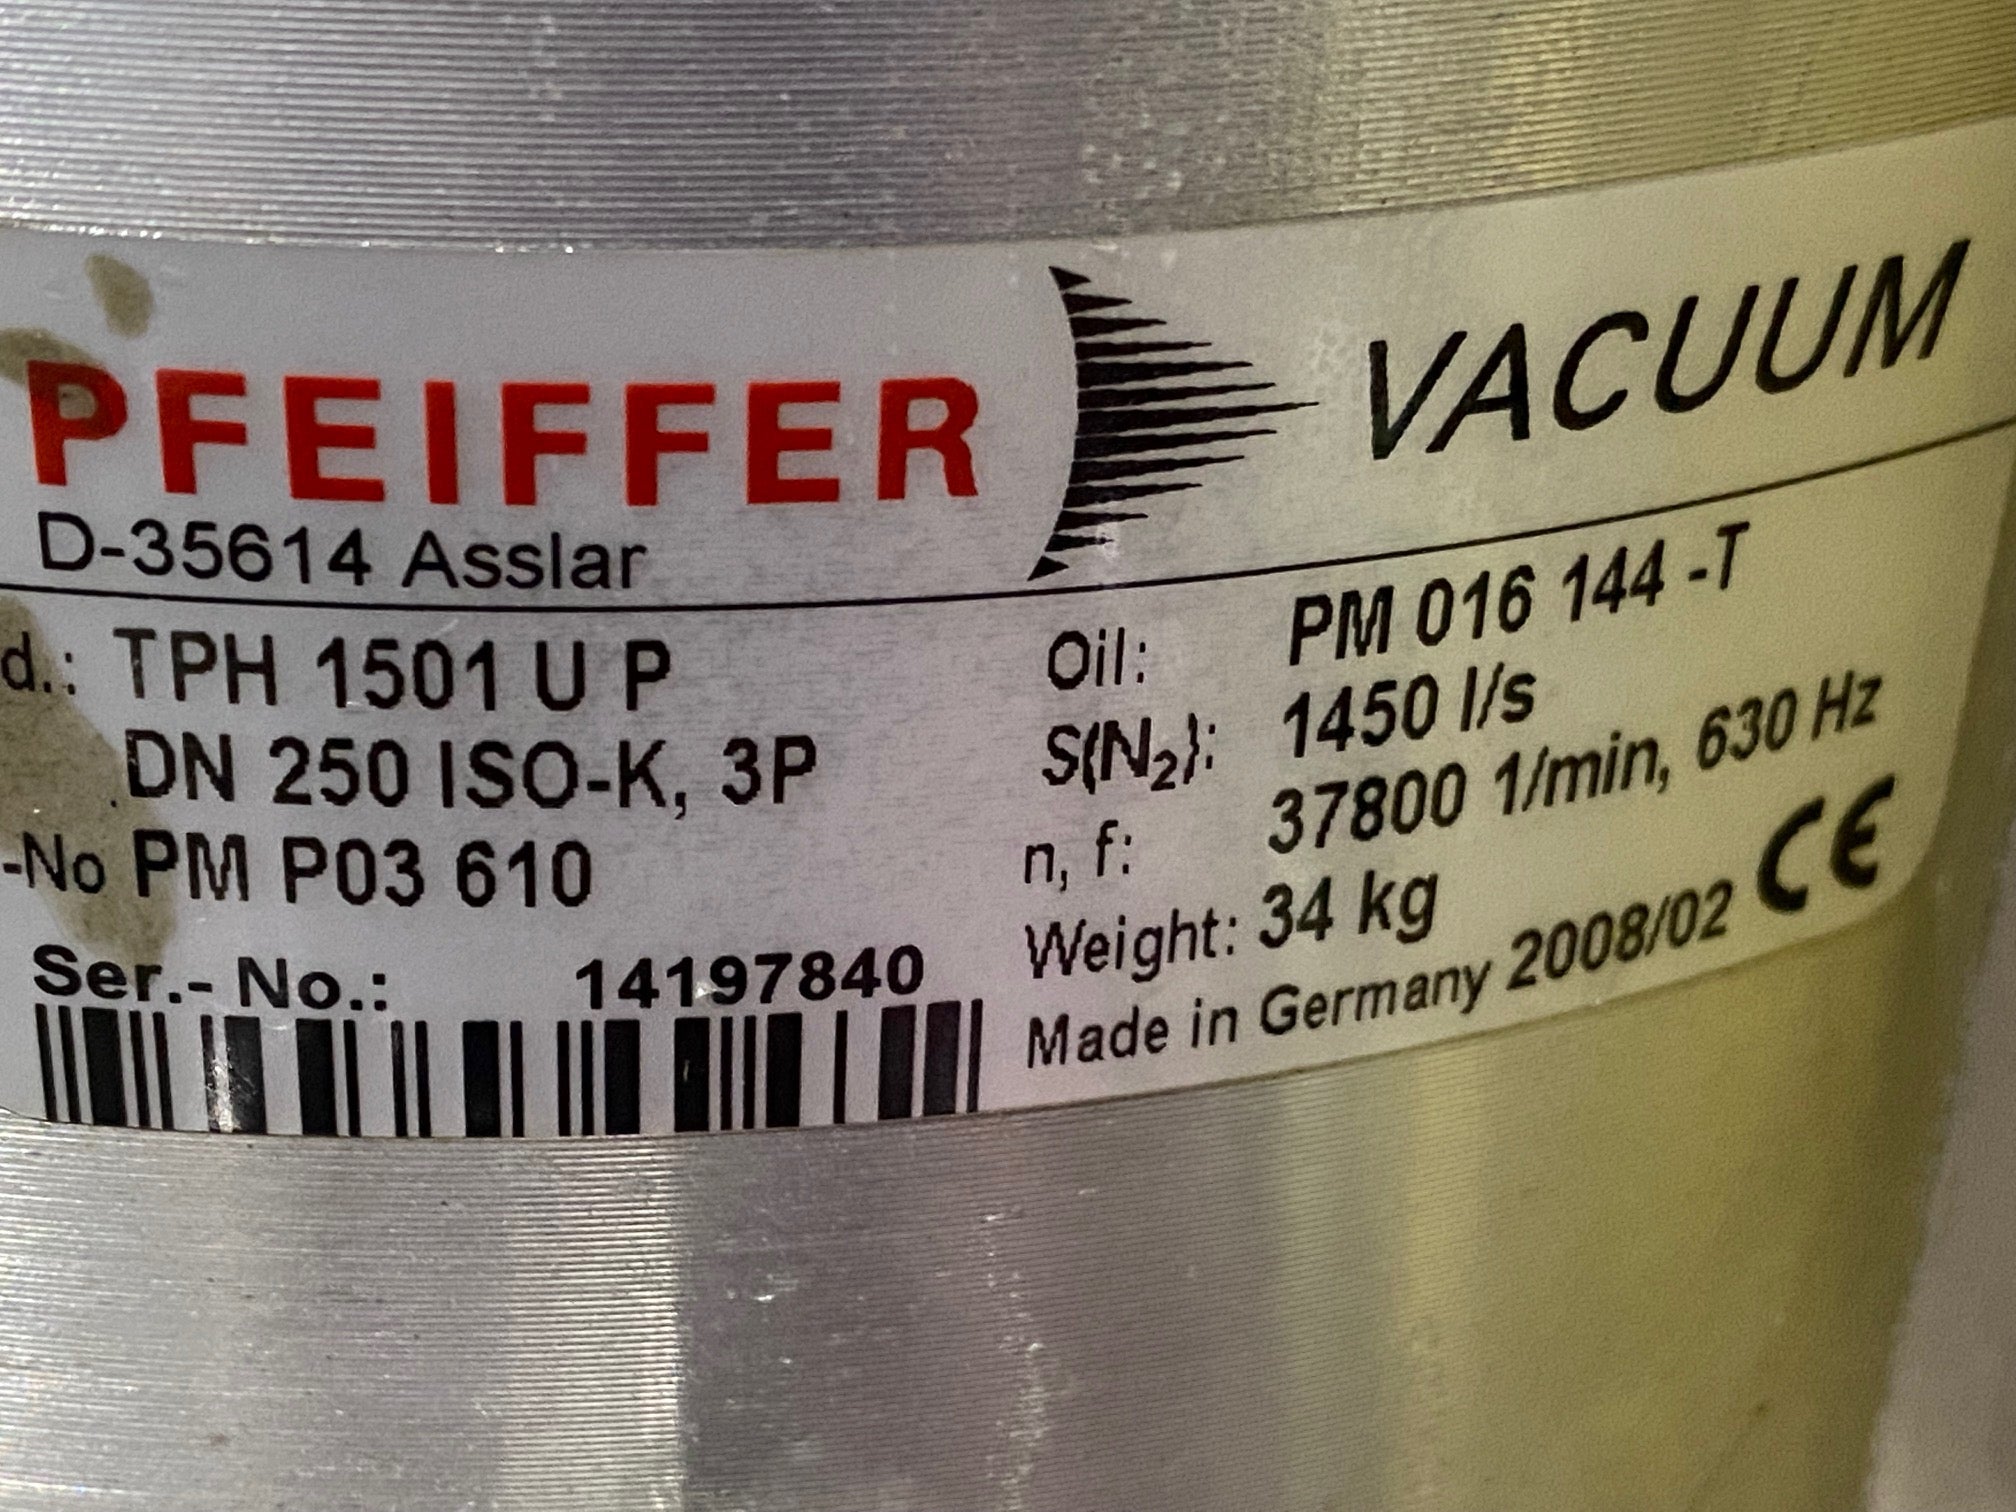 PFEIFFER VACUUM
D-35614 Asslar
d.: TPH 1501 U P
DN 250 ISO-K, 3P
-No PM P03 610
Ser.- No.: 14197840
Oil: PM 016 144 -T
S(N₂): 1450 l/s
n, f: 37800 1/min, 630 Hz
Weight: 34 kg
Made in Germany 2008/02 CE